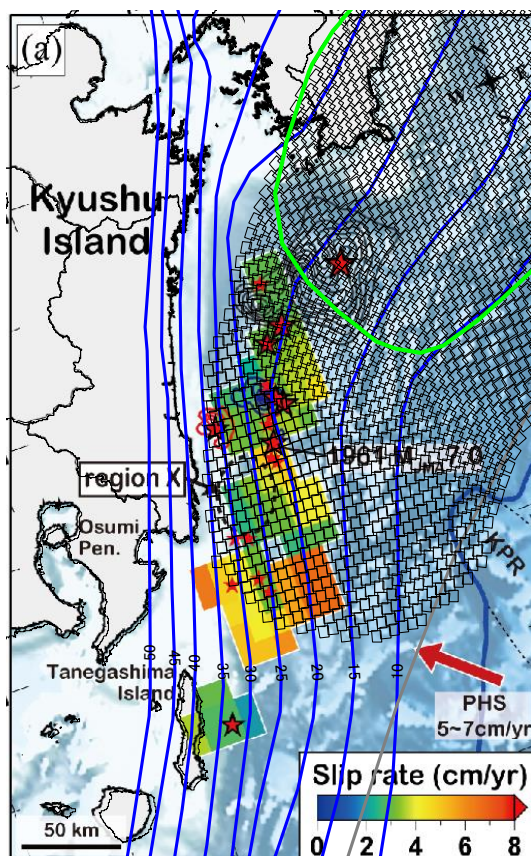 (a)
Kyushu
Island
1961 MJMA 7.0
region X
Osumi
Pen.
KPR
Tanegashima
Island
50
45
40
35
30
25
20
10
PHS
5~7cm/yr
Slip rate (cm/yr)
0 2 4 6 8
50 km